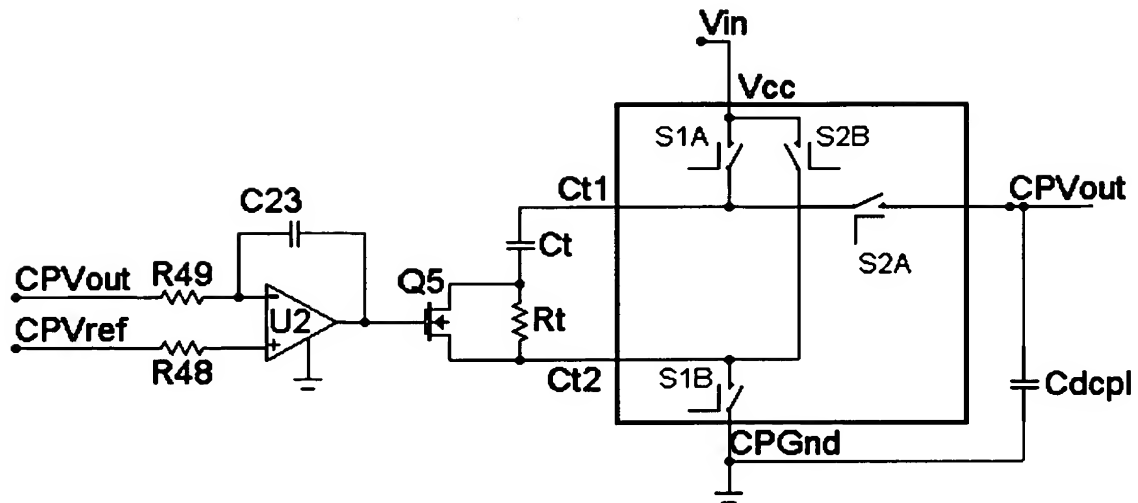 Vin
Vcc
S1A
S2B
C23
Ct1
CPVout
Ct
S2A
CPVout
R49
Q5
U2
Rt
CPVref
R48
Ct2
S1B
Cdcpl
CPGnd